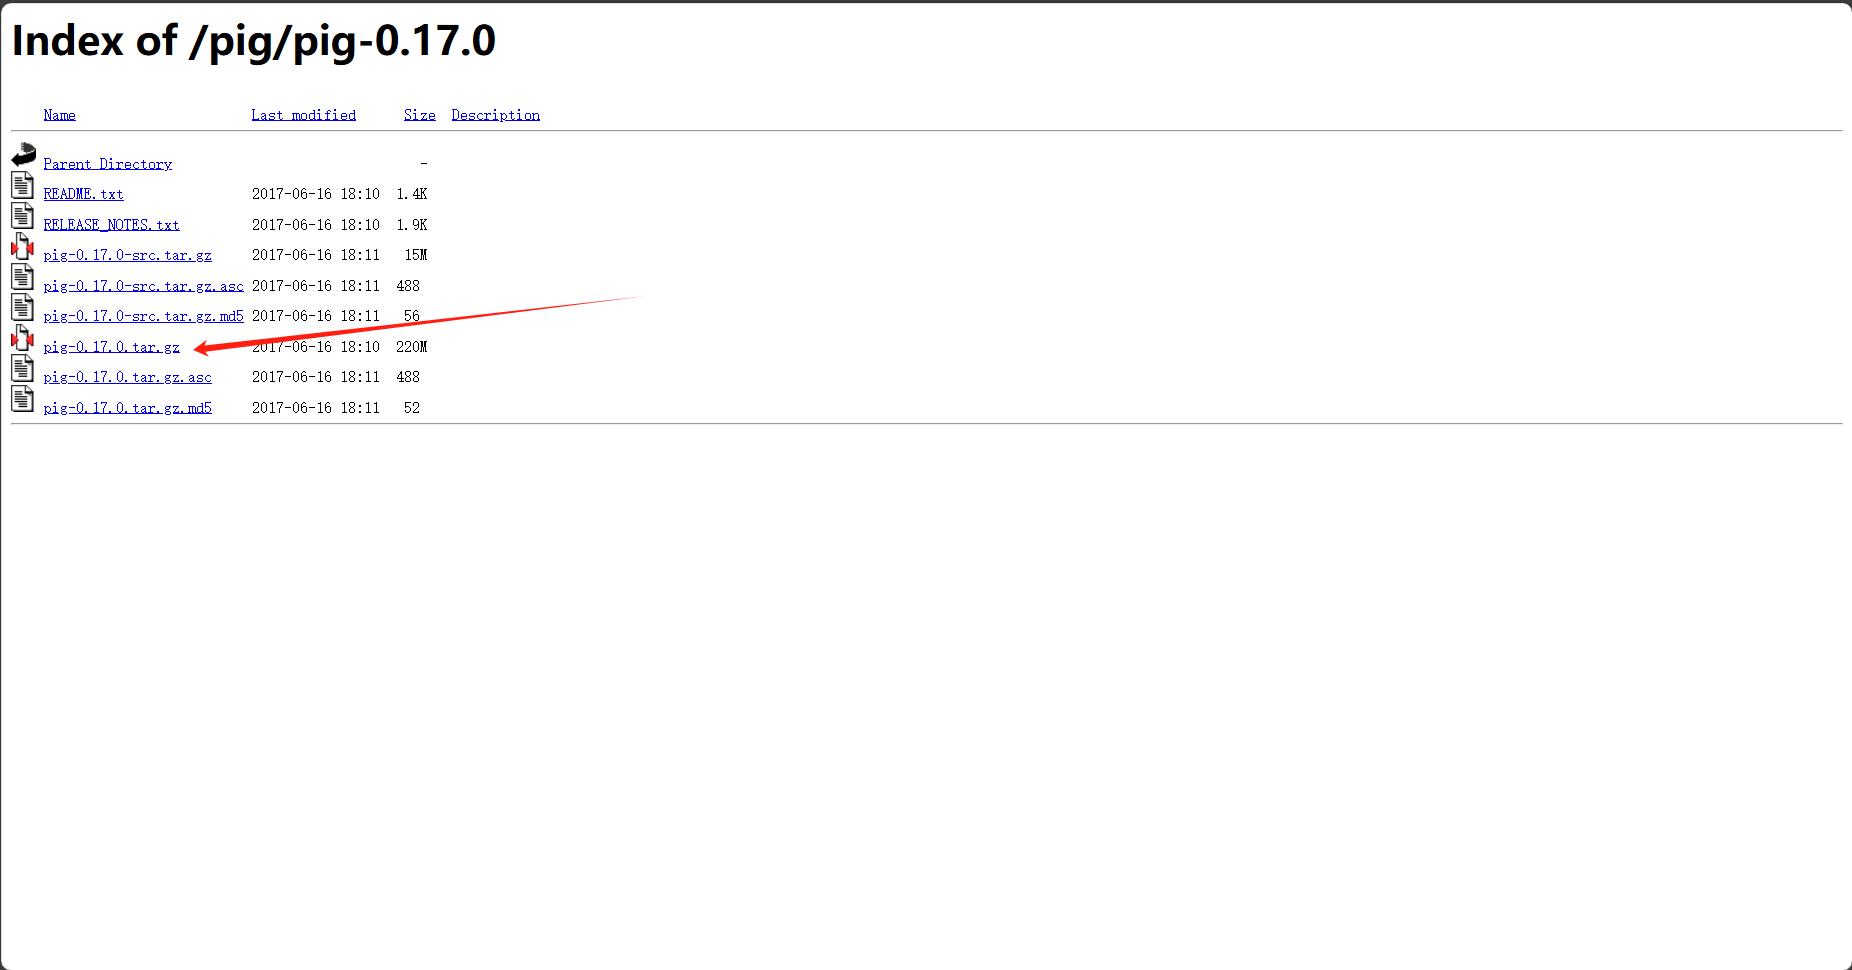 Index of /pig/pig-0.17.0
Name Last modified Size Description
Parent Directory -
README.txt 2017-06-16 18:10 1.4K
RELEASE_NOTES.txt 2017-06-16 18:10 1.9K
pig-0.17.0-src.tar.gz 2017-06-16 18:11 15M
pig-0.17.0-src.tar.gz.asc 2017-06-16 18:11 488
pig-0.17.0-src.tar.gz.md5 2017-06-16 18:11 56
pig-0.17.0.tar.gz 2017-06-16 18:10 220M
pig-0.17.0.tar.gz.asc 2017-06-16 18:11 488
pig-0.17.0.tar.gz.md5 2017-06-16 18:11 52